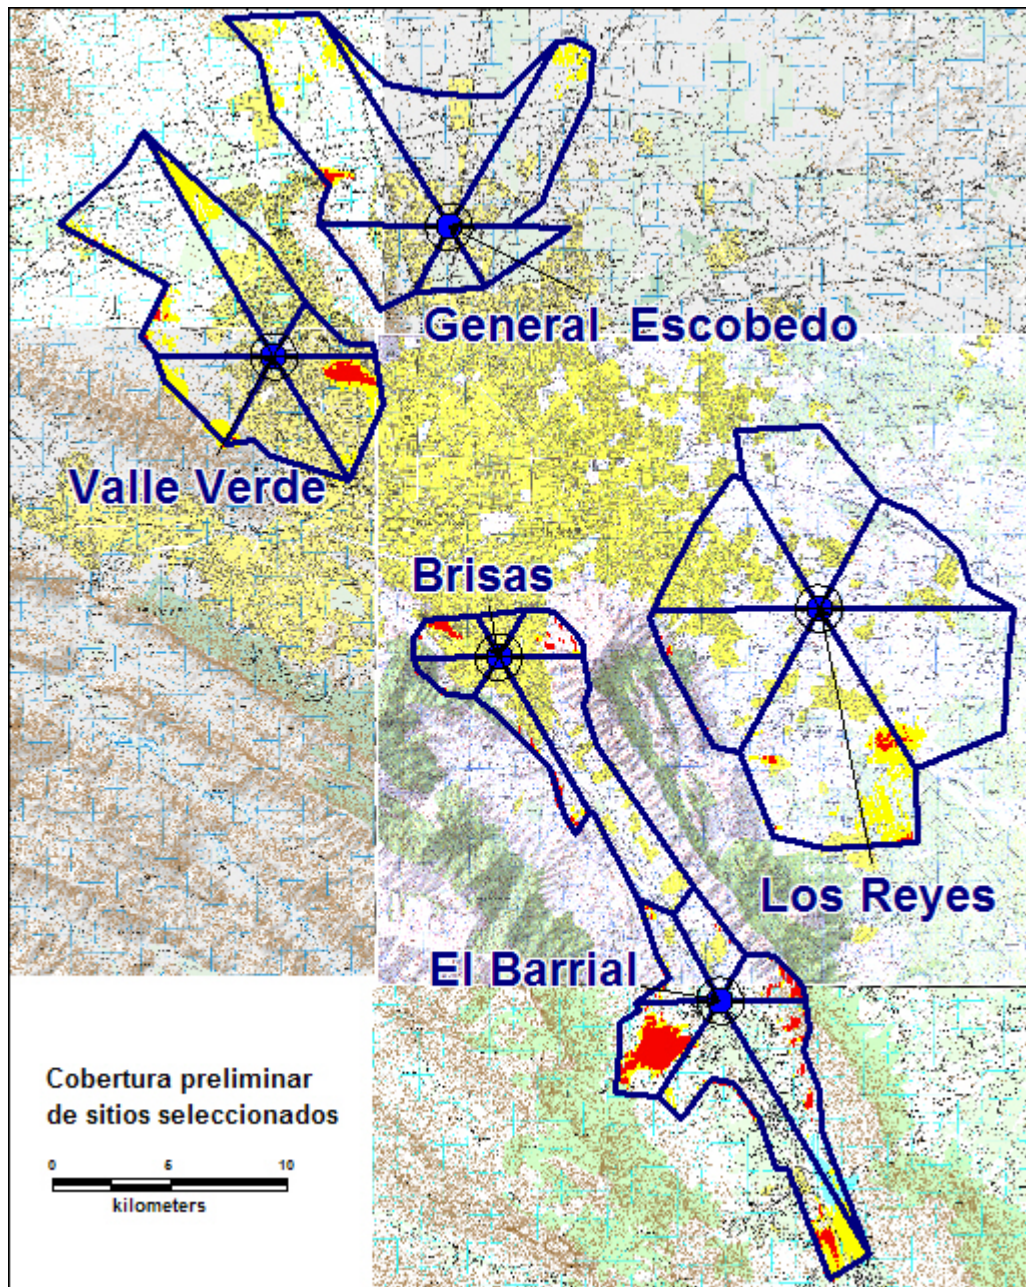 General Escobedo
Valle Verde
Brisas
Los Reyes
El Barrial
Cobertura preliminar
de sitios seleccionados
0 5 10
kilometers